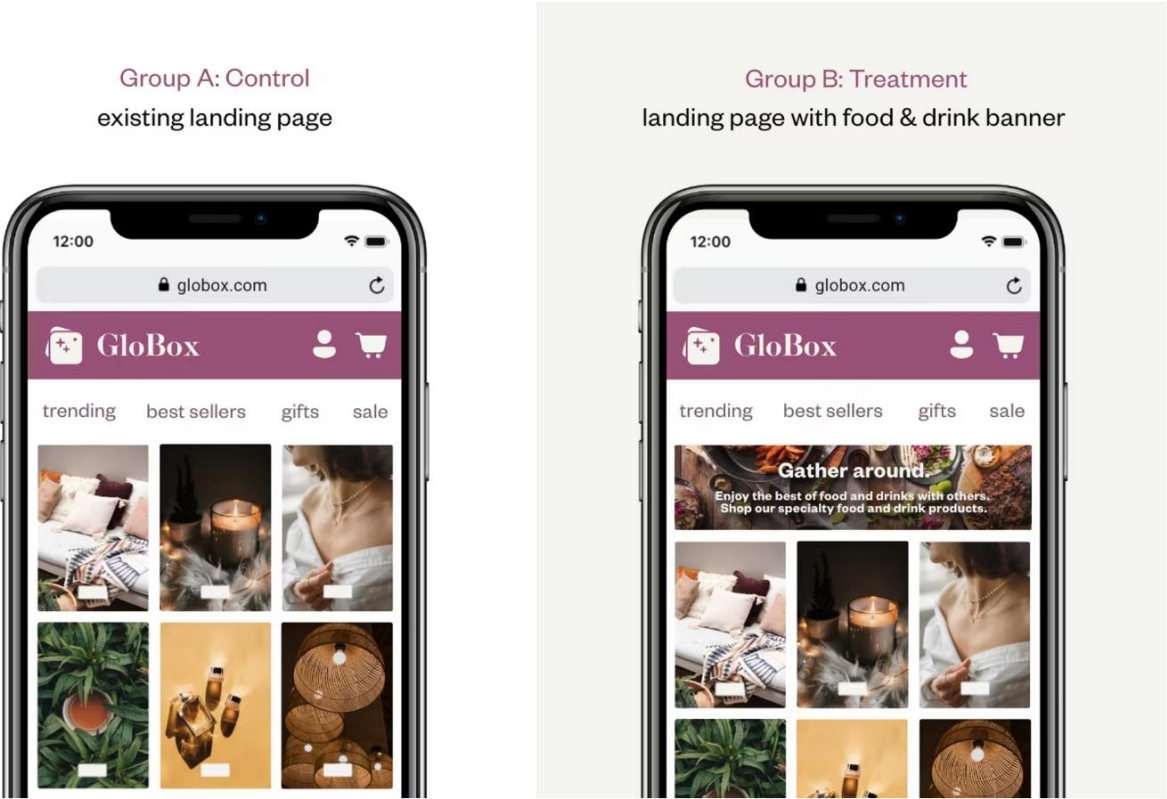 Group A: Control
existing landing page
12:00
globox.com
GloBox
trending best sellers gifts sale
Group B: Treatment
landing page with food & drink banner
12:00
globox.com
GloBox
trending best sellers gifts sale
Gather around.
Enjoy the best of food and drinks with others.
Shop our specialty food and drink products.